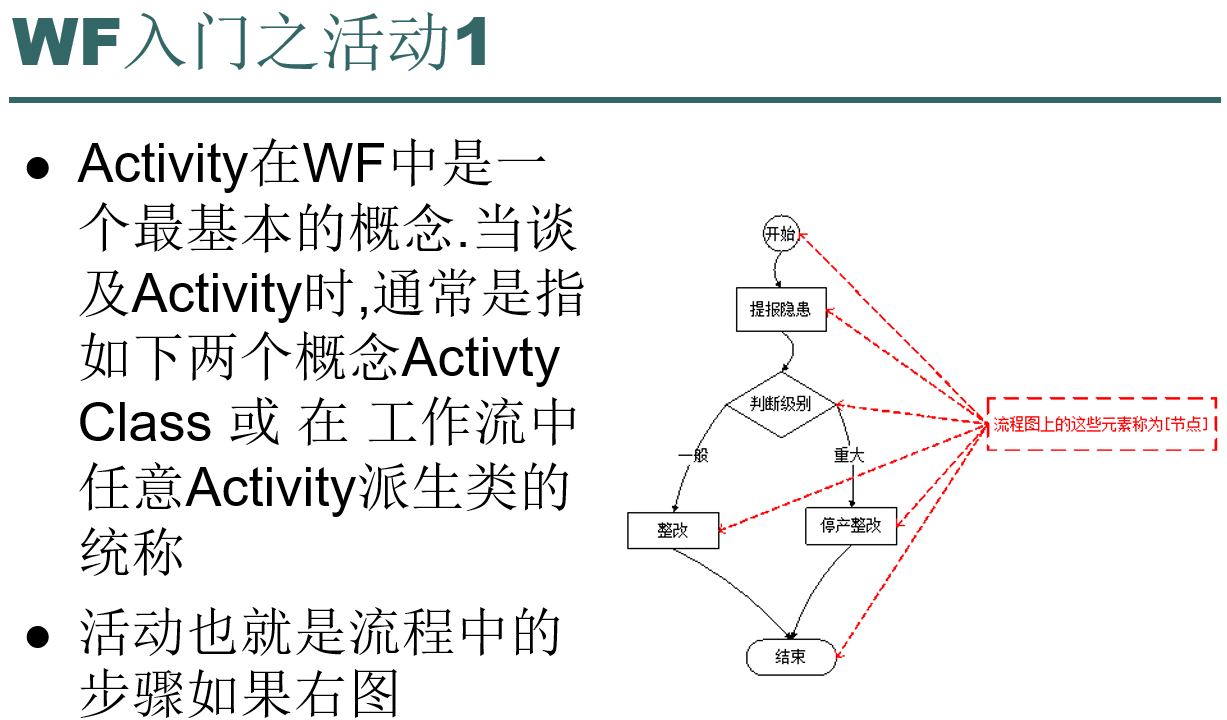 WF入门之活动1
Activity在WF中是一
个最基本的概念.当谈
及Activity时,通常是指
如下两个概念Activty
Class 或 在 工作流中
任意Activity派生类的
统称
活动也就是流程中的
步骤如果右图
开始
提报隐患
判断级别
一般
重大
整改
停产整改
结束
流程图上的这些元素称为[节点]